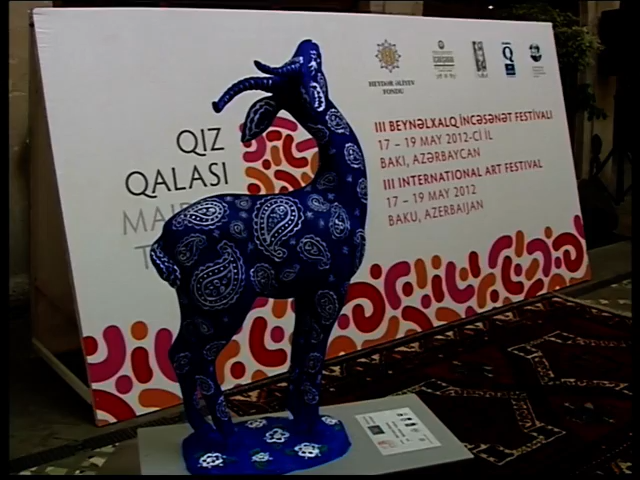 QIZ
QALASI
MAI
T
HEYDƏR ƏLİYEV
FONDU
III BEYNƏLXALQ İNCƏSƏNƏT FESTİVALI
17 – 19 MAY 2012-Cİ İL
BAKI, AZƏRBAYCAN
III INTERNATIONAL ART FESTIVAL
17 – 19 MAY 2012
BAKU, AZERBAIJAN